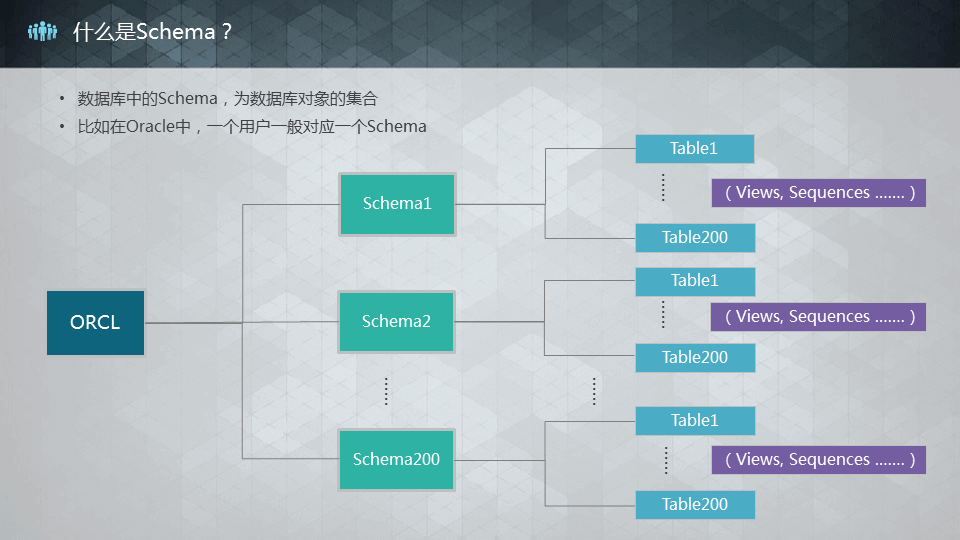 什么是Schema？
• 数据库中的Schema，为数据库对象的集合
• 比如在Oracle中，一个用户一般对应一个Schema
ORCL
Schema1
Table1
（Views, Sequences .......）
Table200
Schema2
Table1
（Views, Sequences .......）
Table200
Schema200
Table1
（Views, Sequences .......）
Table200